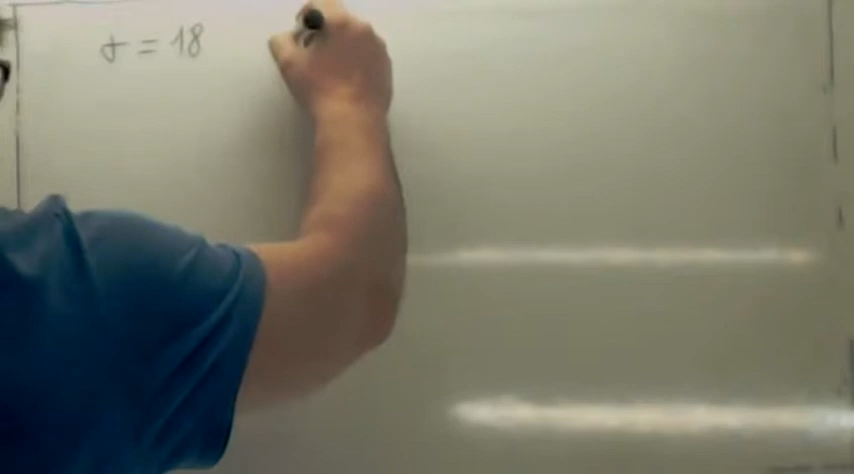 σ = 18